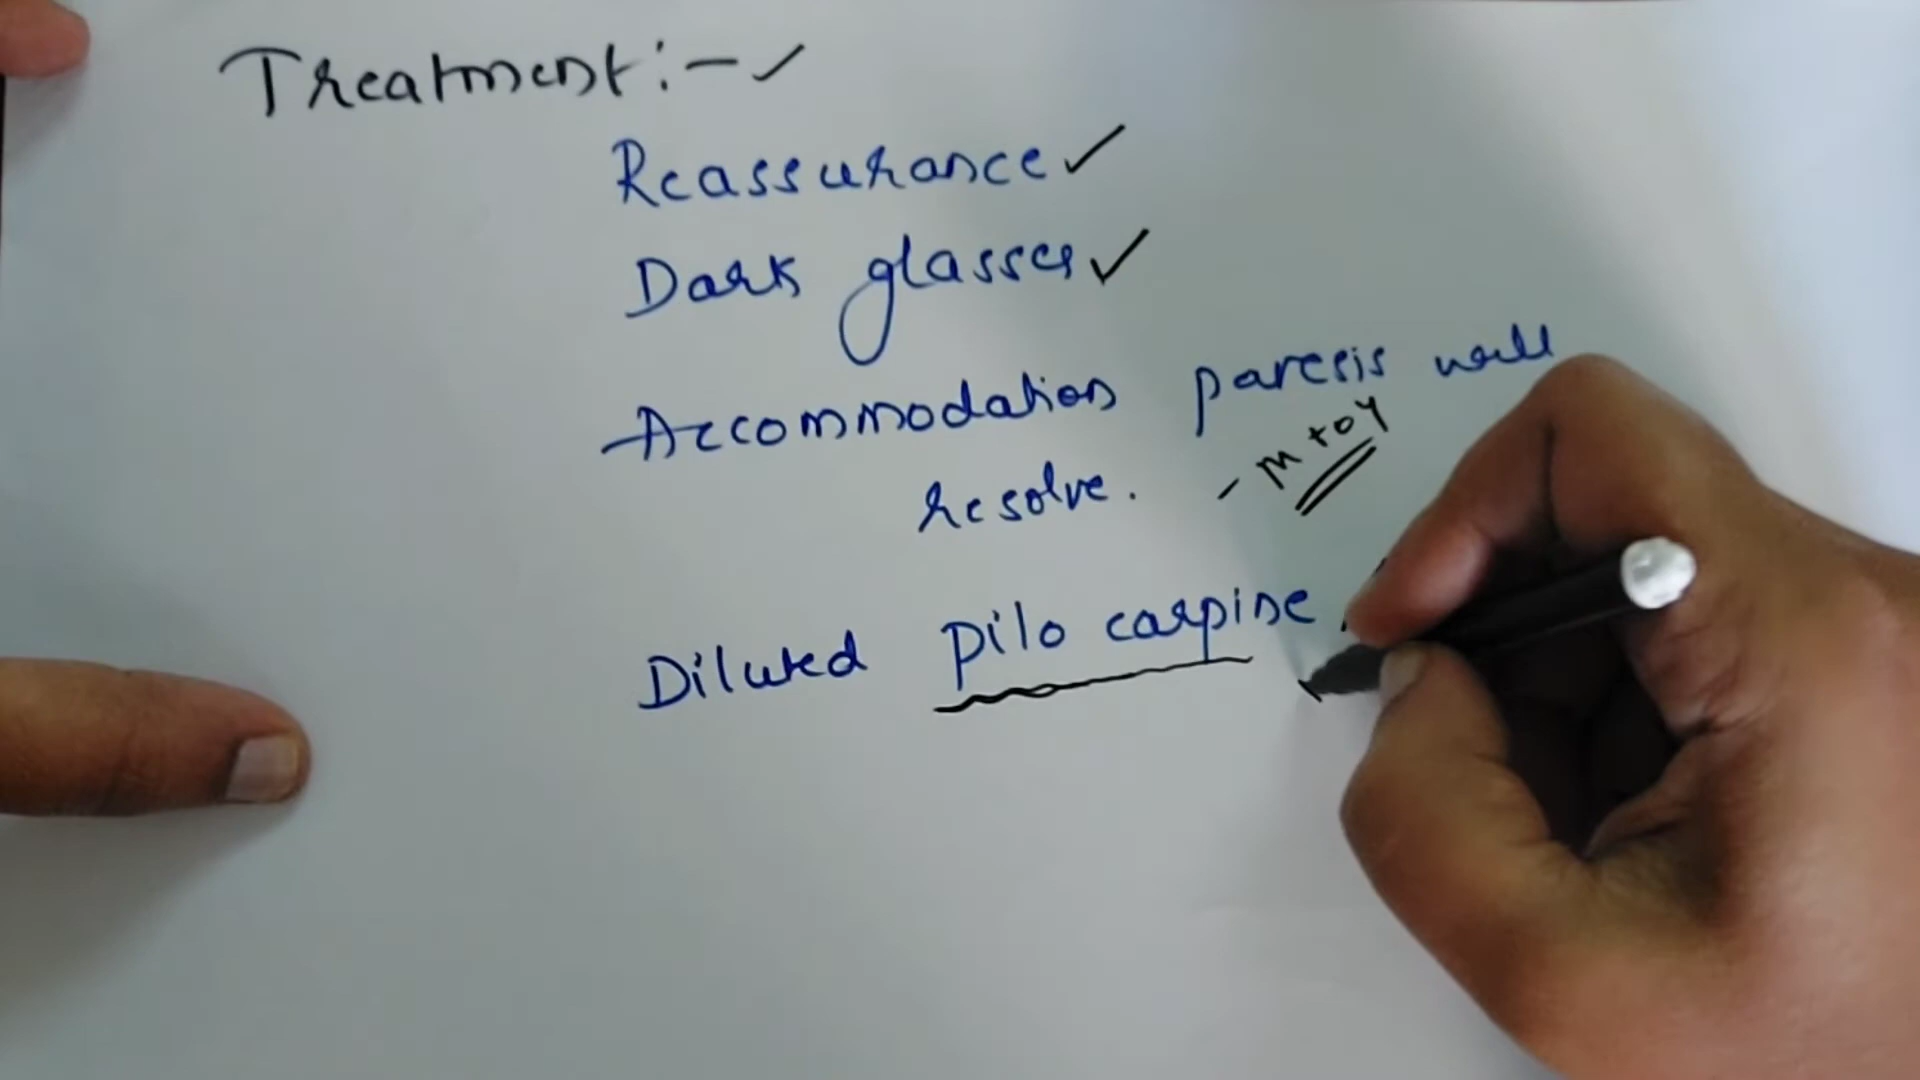 Treatment:- ✓
Reassurance ✓
Dark glasses ✓
Accommodation paresis will
resolve. - M to Y
Diluted pilo carpine